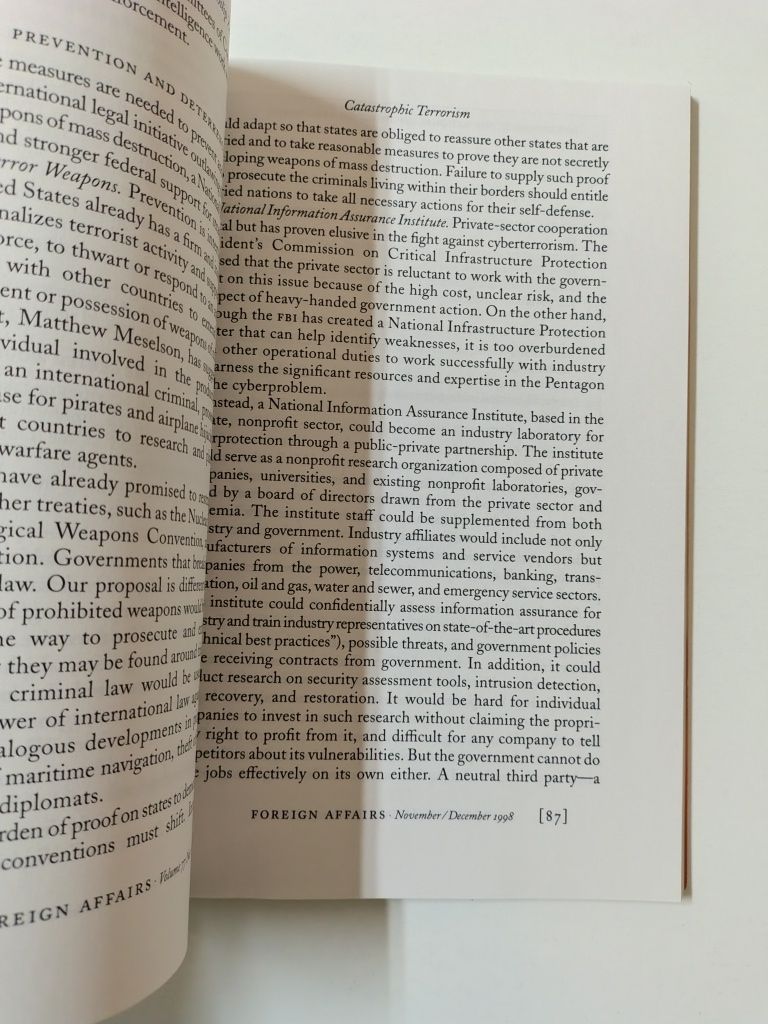 intelligence
orcement.
PREVENTION AND
measures are needed to
ernational legal initiative
pons of mass destruction, a
nd stronger federal support for
rror Weapons. Prevention is
ed States already has a firm
nalizes terrorist activity and
orce, to thwart or respond to
with other countries to
ent or possession of weapons
t, Matthew Meselson, has
vidual involved in the
an international criminal,
use for pirates and airplane
t countries to research and
warfare agents.
have already promised to
her treaties, such as the
gical Weapons Convention,
tion. Governments that
law. Our proposal is
of prohibited weapons
ne way to prosecute and
they may be found around
criminal law would be
wer of international law
alogous developments in
f maritime navigation,
diplomats.
rden of proof on states to
conventions must shift.
REIGN AFFAIRS · Volume 77
Catastrophic Terrorism
uld adapt so that states are obliged to reassure other states that are
ried and to take reasonable measures to prove they are not secretly
loping weapons of mass destruction. Failure to supply such proof
prosecute the criminals living within their borders should entitle
ried nations to take all necessary actions for their self-defense.
National Information Assurance Institute. Private-sector cooperation
al but has proven elusive in the fight against cyberterrorism. The
ident's Commission on Critical Infrastructure Protection
sed that the private sector is reluctant to work with the govern-
t on this issue because of the high cost, unclear risk, and the
pect of heavy-handed government action. On the other hand,
ough the FBI has created a National Infrastructure Protection
ter that can help identify weaknesses, it is too overburdened
other operational duties to work successfully with industry
arness the significant resources and expertise in the Pentagon
he cyberproblem.
nstead, a National Information Assurance Institute, based in the
ate, nonprofit sector, could become an industry laboratory for
rprotection through a public-private partnership. The institute
ld serve as a nonprofit research organization composed of private
panies, universities, and existing nonprofit laboratories, gov-
d by a board of directors drawn from the private sector and
emia. The institute staff could be supplemented from both
stry and government. Industry affiliates would include not only
ufacturers of information systems and service vendors but
panies from the power, telecommunications, banking, trans-
ation, oil and gas, water and sewer, and emergency service sectors.
institute could confidentially assess information assurance for
stry and train industry representatives on state-of-the-art procedures
hnical best practices"), possible threats, and government policies
e receiving contracts from government. In addition, it could
uct research on security assessment tools, intrusion detection,
recovery, and restoration. It would be hard for individual
panies to invest in such research without claiming the propri-
right to profit from it, and difficult for any company to tell
petitors about its vulnerabilities. But the government cannot do
e jobs effectively on its own either. A neutral third party—a
FOREIGN AFFAIRS · November / December 1998 [87]